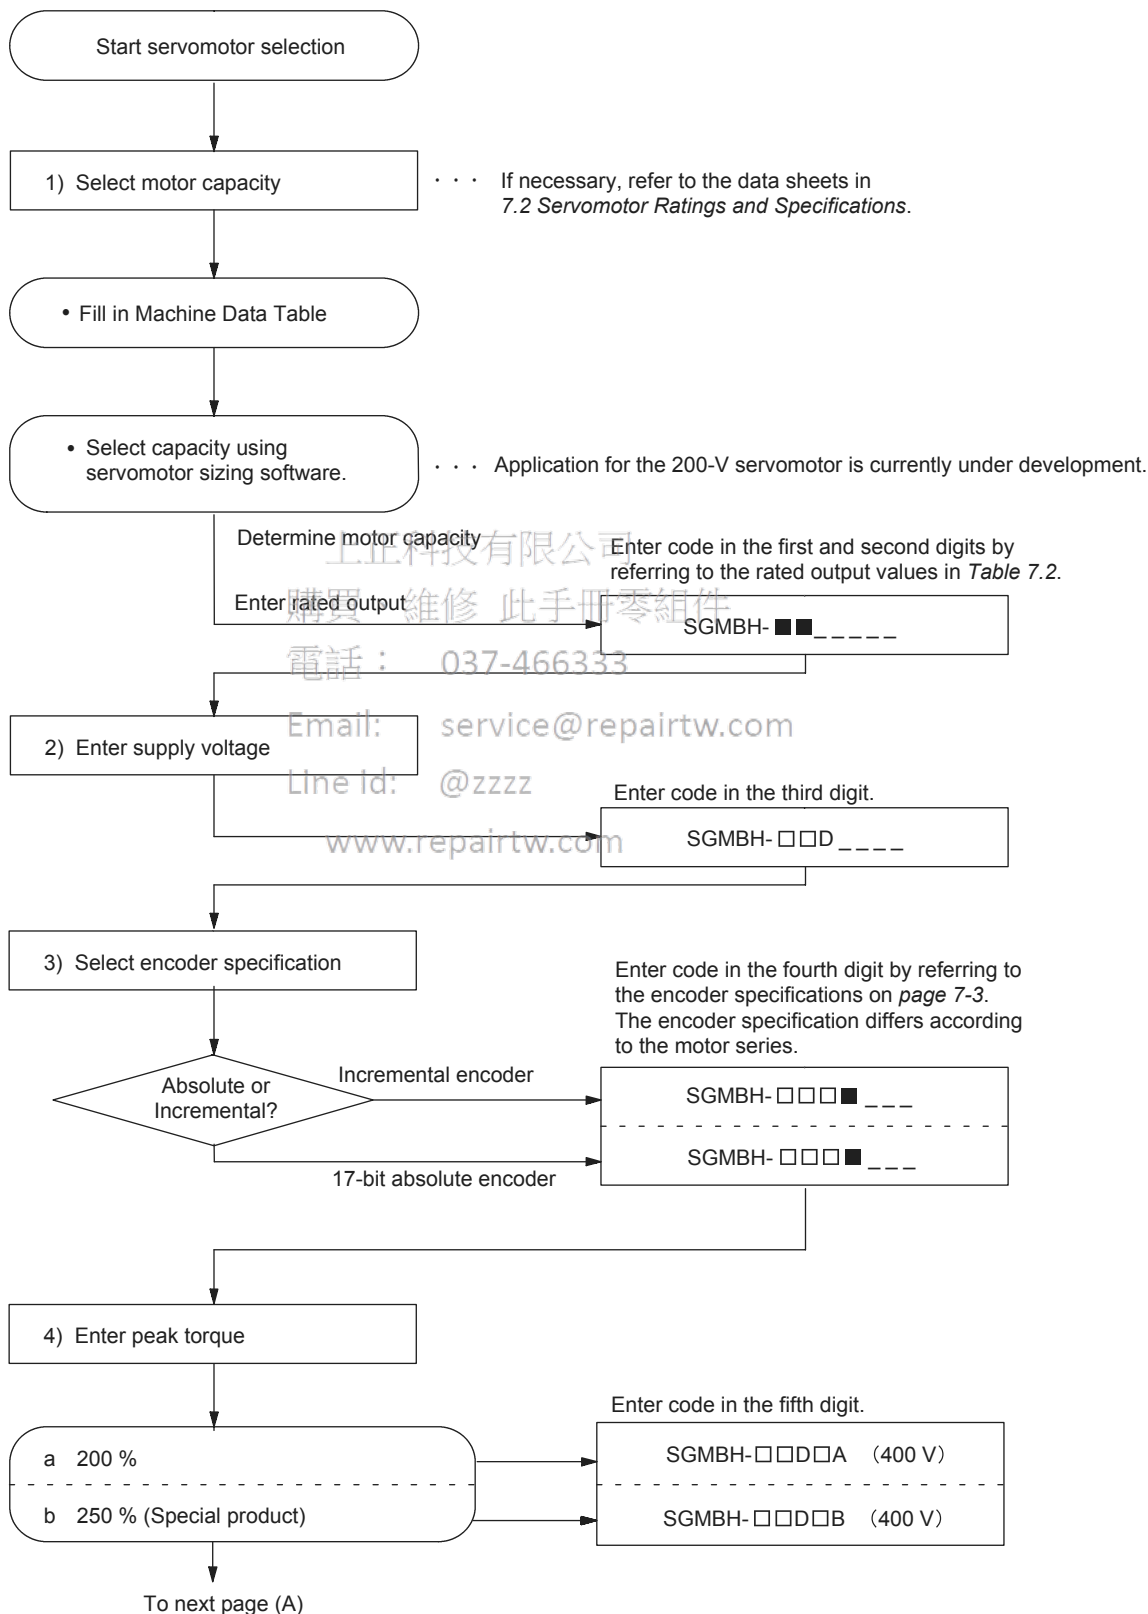 Start servomotor selection
1) Select motor capacity
・・・ If necessary, refer to the data sheets in
7.2 Servomotor Ratings and Specifications.
• Fill in Machine Data Table
• Select capacity using
servomotor sizing software.
・・・ Application for the 200-V servomotor is currently under development.
Determine motor capacity
上正科技有限公司
Enter code in the first and second digits by
referring to the rated output values in Table 7.2.
Enter rated output
購買、維修 此手冊零組件
SGMBH- ■■_ _ _ _ _
電話： 037-466333
Email: service@repairtw.com
2) Enter supply voltage
Line Id: @zzzz
Enter code in the third digit.
www.repairtw.com
SGMBH- □□D _ _ _ _
3) Select encoder specification
Enter code in the fourth digit by referring to
the encoder specifications on page 7-3.
The encoder specification differs according
to the motor series.
Absolute or
Incremental?
Incremental encoder
SGMBH- □□□■ _ _ _
17-bit absolute encoder
SGMBH- □□□■ _ _ _
4) Enter peak torque
Enter code in the fifth digit.
a 200 %
SGMBH-□□D□A （400 V）
b 250 % (Special product)
SGMBH-□□D□B （400 V）
To next page (A)